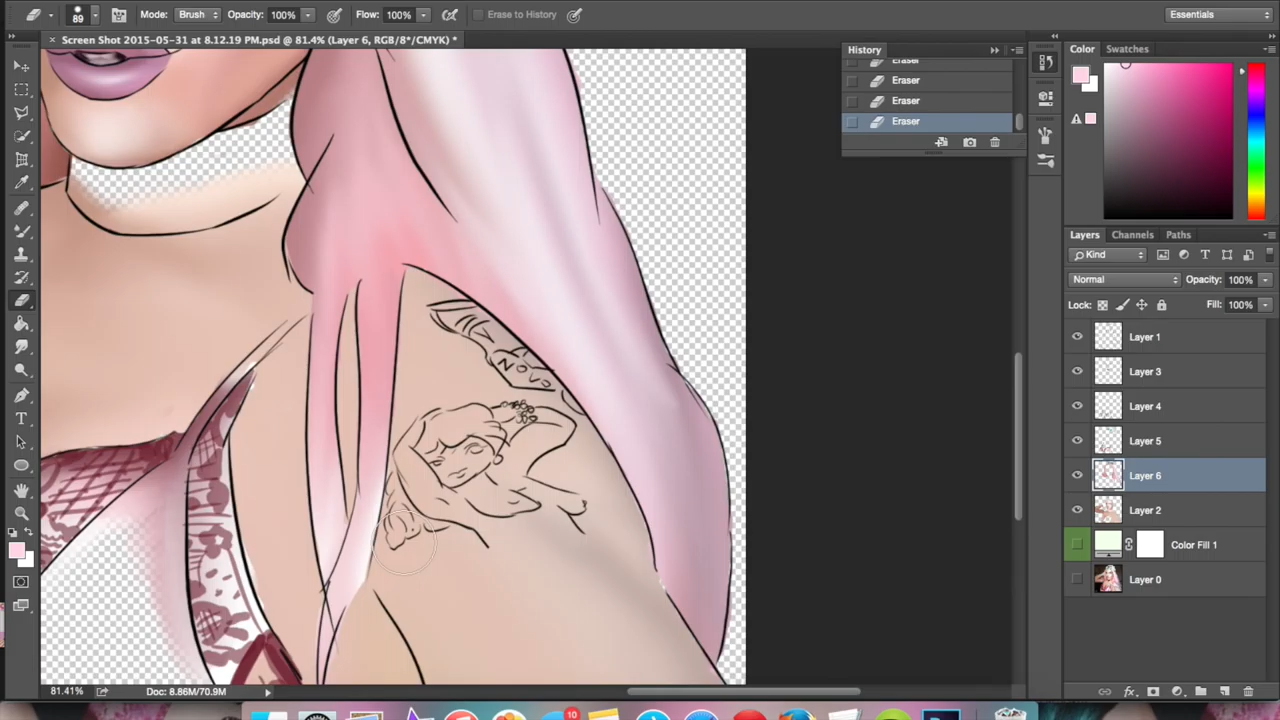 89
Mode: Brush Opacity: 100% Flow: 100% Erase to History Essentials
Screen Shot 2015-05-31 at 8.12.19 PM.psd @ 81.4% (Layer 6, RGB/8*/CMYK) *
History
Eraser
Eraser
Eraser
Eraser
Color Swatches
Layers Channels Paths
Kind
Normal Opacity: 100%
Lock: Fill: 100%
Layer 1
Layer 3
Layer 4
Layer 5
Layer 6
Layer 2
Color Fill 1
Layer 0
81.41% Doc: 8.86M/70.9M
10